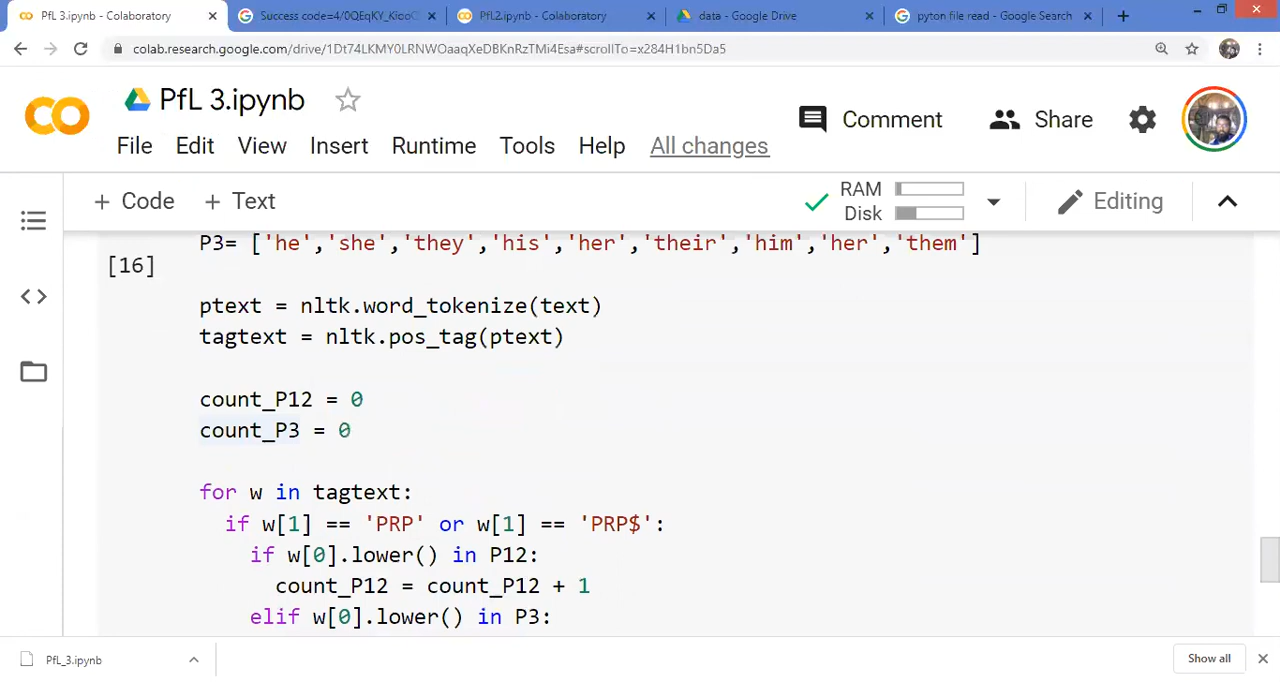 PfL 3.ipynb - Colaboratory
Success code=4/0QEqKY_
PfL2.ipynb - Colaboratory
data - Google Drive
pyton file read - Google Search
colab.research.google.com/drive/1Dt74LKMY0LRNWOaaqXeDBKnRzTMi4Esa#scrollTo=x284H1bn5Da5
PfL 3.ipynb
Comment
Share
File Edit View Insert Runtime Tools Help All changes
+ Code + Text
RAM
Disk
Editing
P3= ['he','she','they','his','her','their','him','her','them']
[16]
ptext = nltk.word_tokenize(text)
tagtext = nltk.pos_tag(ptext)
count_P12 = 0
count_P3 = 0
for w in tagtext:
if w[1] == 'PRP' or w[1] == 'PRP$':
if w[0].lower() in P12:
count_P12 = count_P12 + 1
elif w[0].lower() in P3:
PfL_3.ipynb
Show all